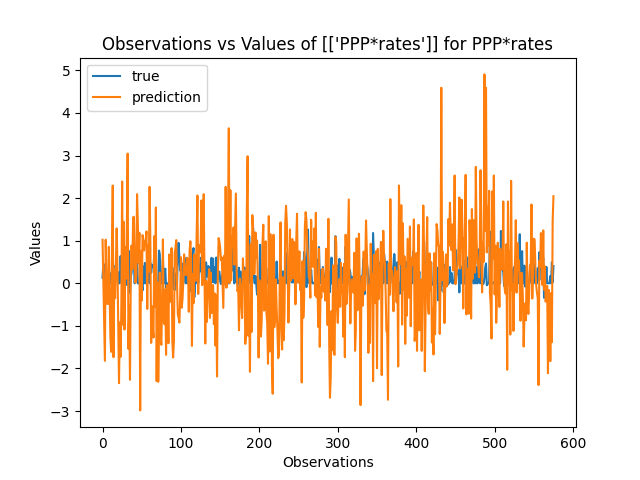 Observations vs Values of [['PPP*rates']] for PPP*rates
true
prediction
Values
5
4
3
2
1
0
−1
−2
−3
0 100 200 300 400 500 600
Observations